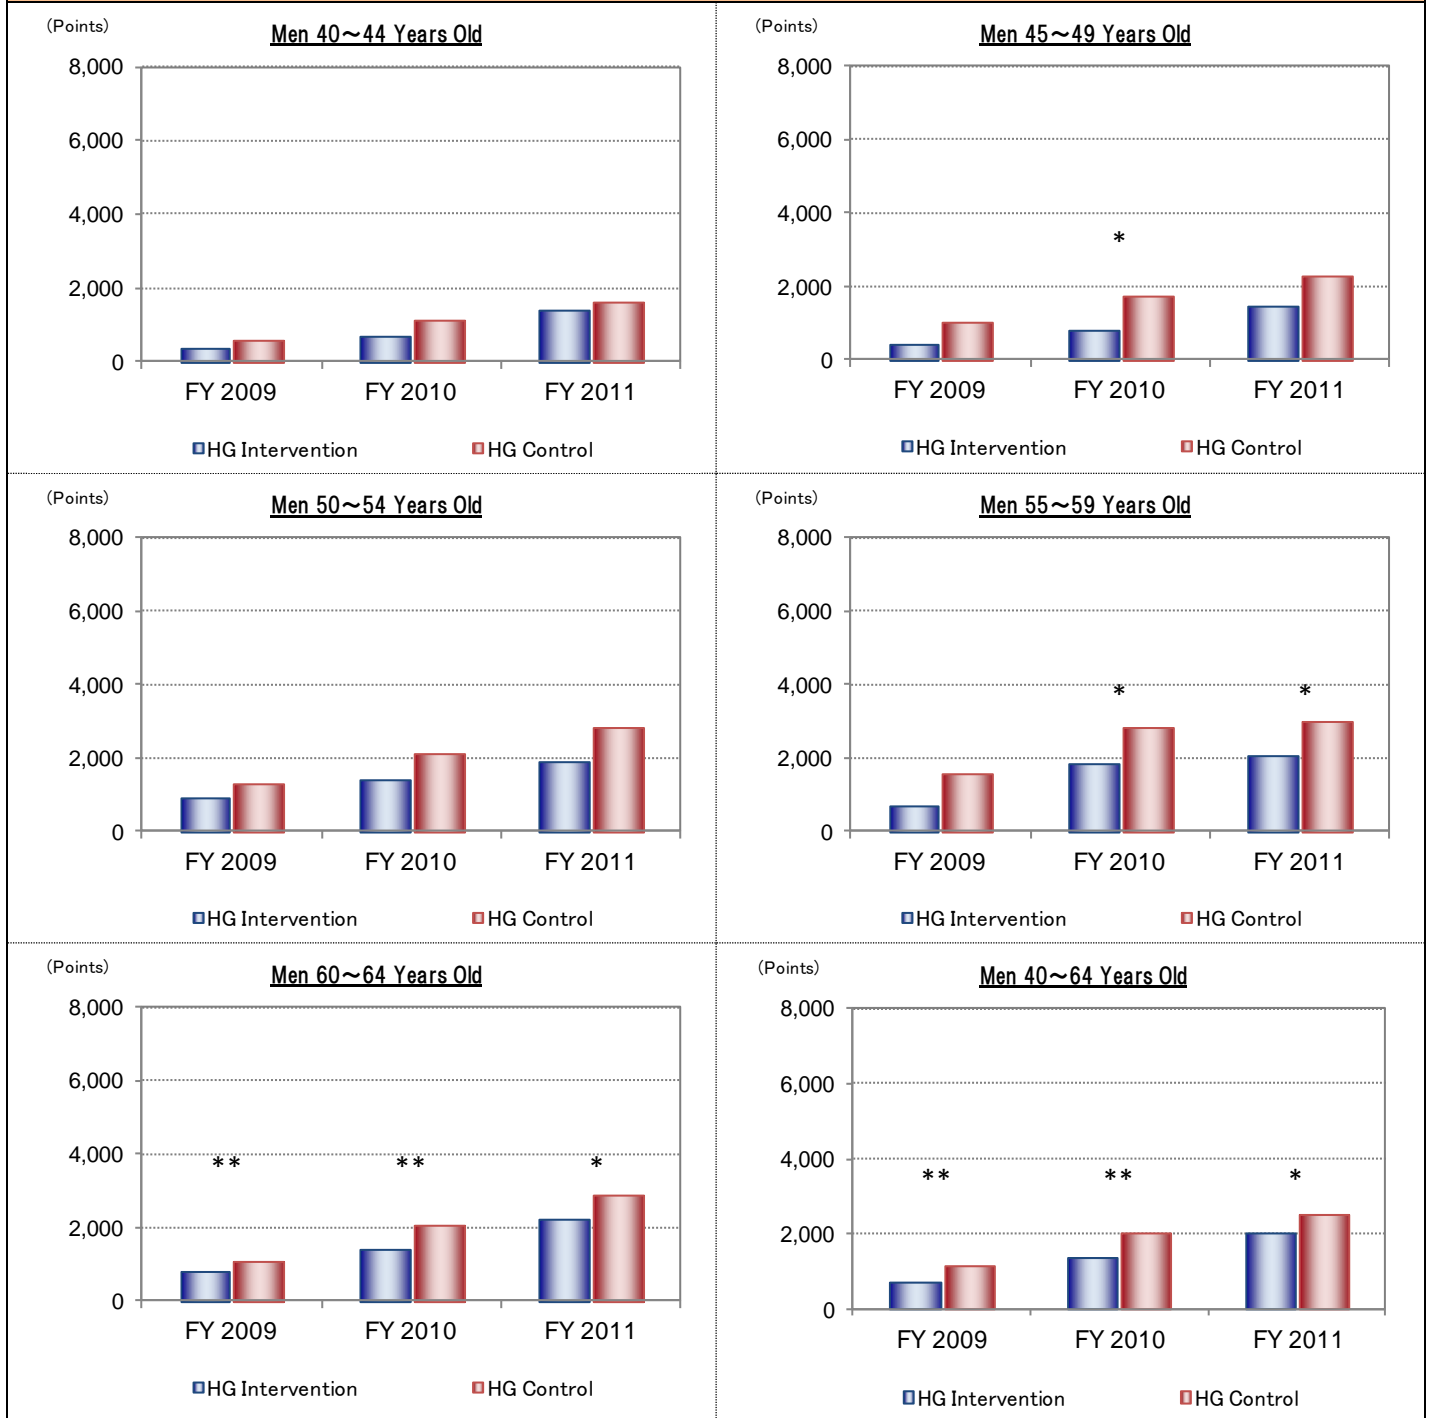 (Points)
Men 40~44 Years Old
8,000
6,000
4,000
2,000
0
FY 2009 FY 2010 FY 2011
HG Intervention HG Control
(Points)
Men 45~49 Years Old
8,000
6,000
4,000
*
2,000
0
FY 2009 FY 2010 FY 2011
HG Intervention HG Control
(Points)
Men 50~54 Years Old
8,000
6,000
4,000
2,000
0
FY 2009 FY 2010 FY 2011
HG Intervention HG Control
(Points)
Men 55~59 Years Old
8,000
6,000
4,000
* *
2,000
0
FY 2009 FY 2010 FY 2011
HG Intervention HG Control
(Points)
Men 60~64 Years Old
8,000
6,000
4,000
** ** *
2,000
0
FY 2009 FY 2010 FY 2011
HG Intervention HG Control
(Points)
Men 40~64 Years Old
8,000
6,000
4,000
** ** *
2,000
0
FY 2009 FY 2010 FY 2011
HG Intervention HG Control